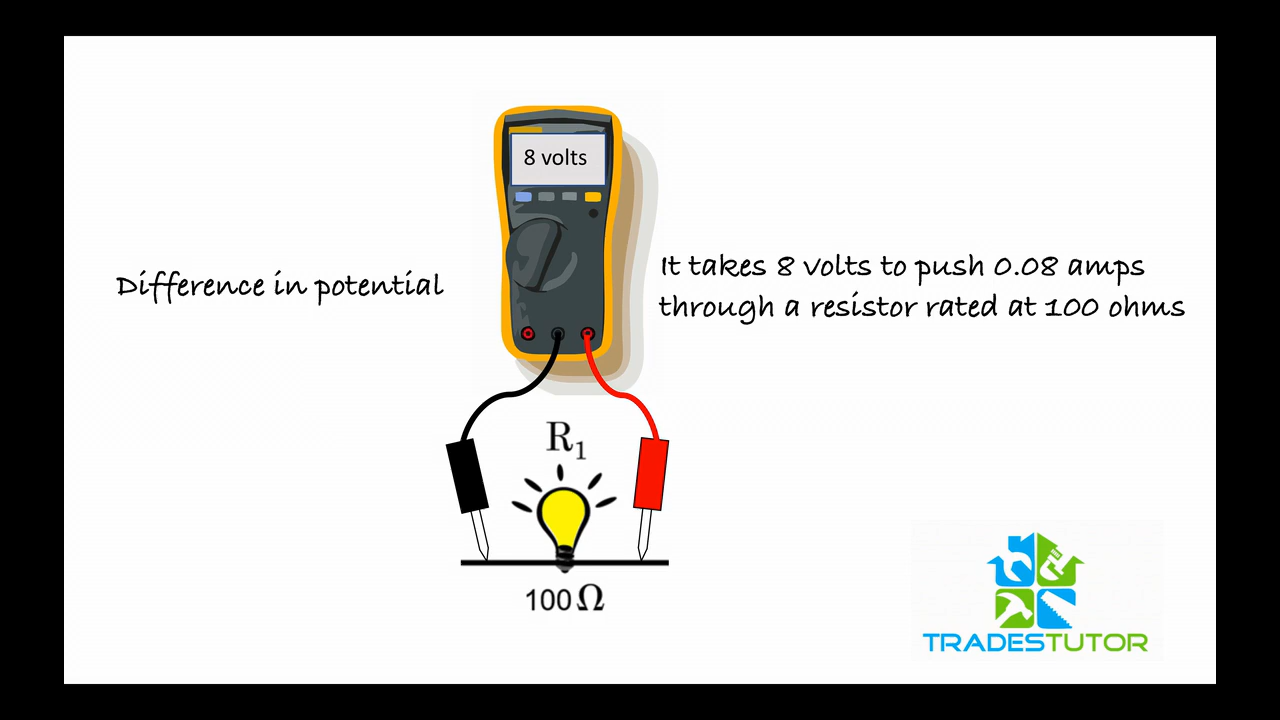 8 volts
Difference in potential
It takes 8 volts to push 0.08 amps
through a resistor rated at 100 ohms
R₁
100 Ω
TRADESTUTOR